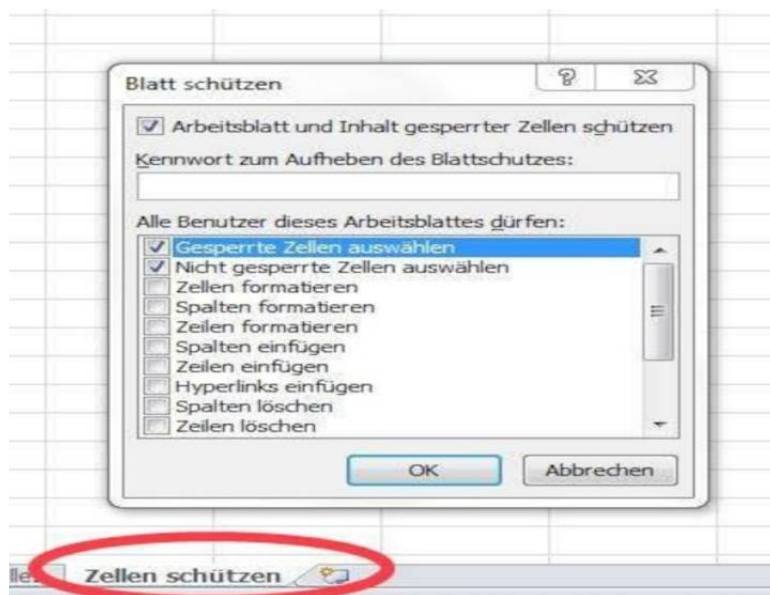 Blatt schützen
Arbeitsblatt und Inhalt gesperrter Zellen schützen
Kennwort zum Aufheben des Blattschutzes:
Alle Benutzer dieses Arbeitsblattes dürfen:
Gesperrte Zellen auswählen
Nicht gesperrte Zellen auswählen
Zellen formatieren
Spalten formatieren
Zeilen formatieren
Spalten einfügen
Zeilen einfügen
Hyperlinks einfügen
Spalten löschen
Zeilen löschen
OK Abbrechen
Zellen schützen